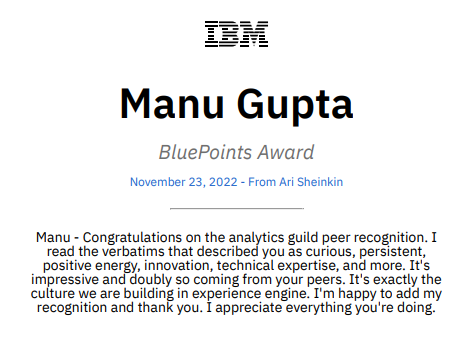 IBM
Manu Gupta
BluePoints Award
November 23, 2022 - From Ari Sheinkin
Manu - Congratulations on the analytics guild peer recognition. I
read the verbatims that described you as curious, persistent,
positive energy, innovation, technical expertise, and more. It's
impressive and doubly so coming from your peers. It's exactly the
culture we are building in experience engine. I'm happy to add my
recognition and thank you. I appreciate everything you're doing.